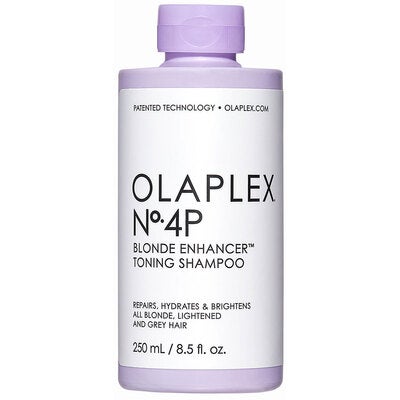 PATENTED TECHNOLOGY • OLAPLEX.COM
OLAPLEX.
Nº.4P
BLONDE ENHANCER™
TONING SHAMPOO
REPAIRS, HYDRATES & BRIGHTENS
ALL BLONDE, LIGHTENED
AND GREY HAIR
250 mL / 8.5 fl. oz.